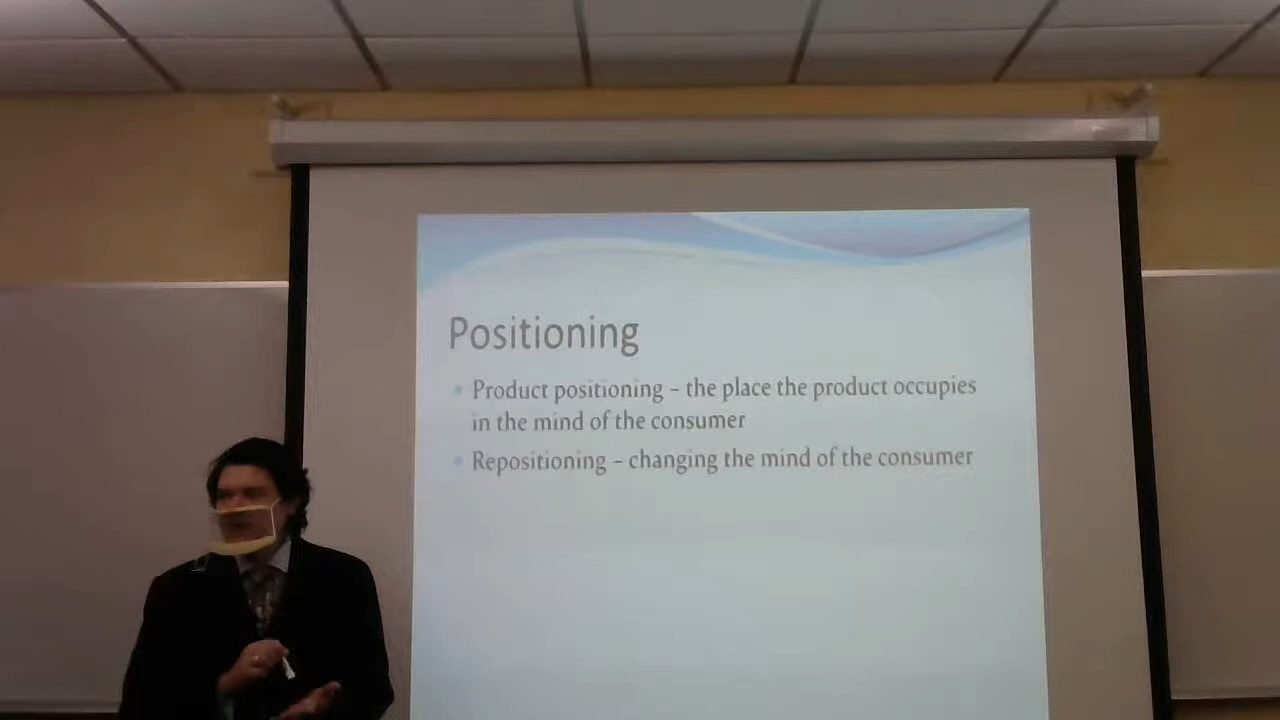 Positioning
Product positioning – the place the product occupies
in the mind of the consumer
Repositioning – changing the mind of the consumer